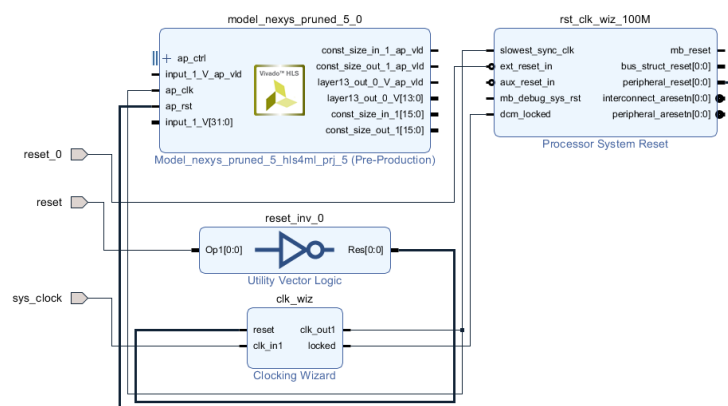 model_nexys_pruned_5_0
ap_ctrl
input_1_V_ap_vld
ap_clk
ap_rst
input_1_V[31:0]
Vivado™ HLS
const_size_in_1_ap_vld
const_size_out_1_ap_vld
layer13_out_0_V_ap_vld
layer13_out_0_V[13:0]
const_size_in_1[15:0]
const_size_out_1[15:0]
Model_nexys_pruned_5_hls4ml_prj_5 (Pre-Production)
rst_clk_wiz_100M
slowest_sync_clk
ext_reset_in
aux_reset_in
mb_debug_sys_rst
dcm_locked
mb_reset
bus_struct_reset[0:0]
peripheral_reset[0:0]
interconnect_aresetn[0:0]
peripheral_aresetn[0:0]
Processor System Reset
reset_0
reset
sys_clock
reset_inv_0
Op1[0:0]
Res[0:0]
Utility Vector Logic
clk_wiz
reset
clk_in1
clk_out1
locked
Clocking Wizard